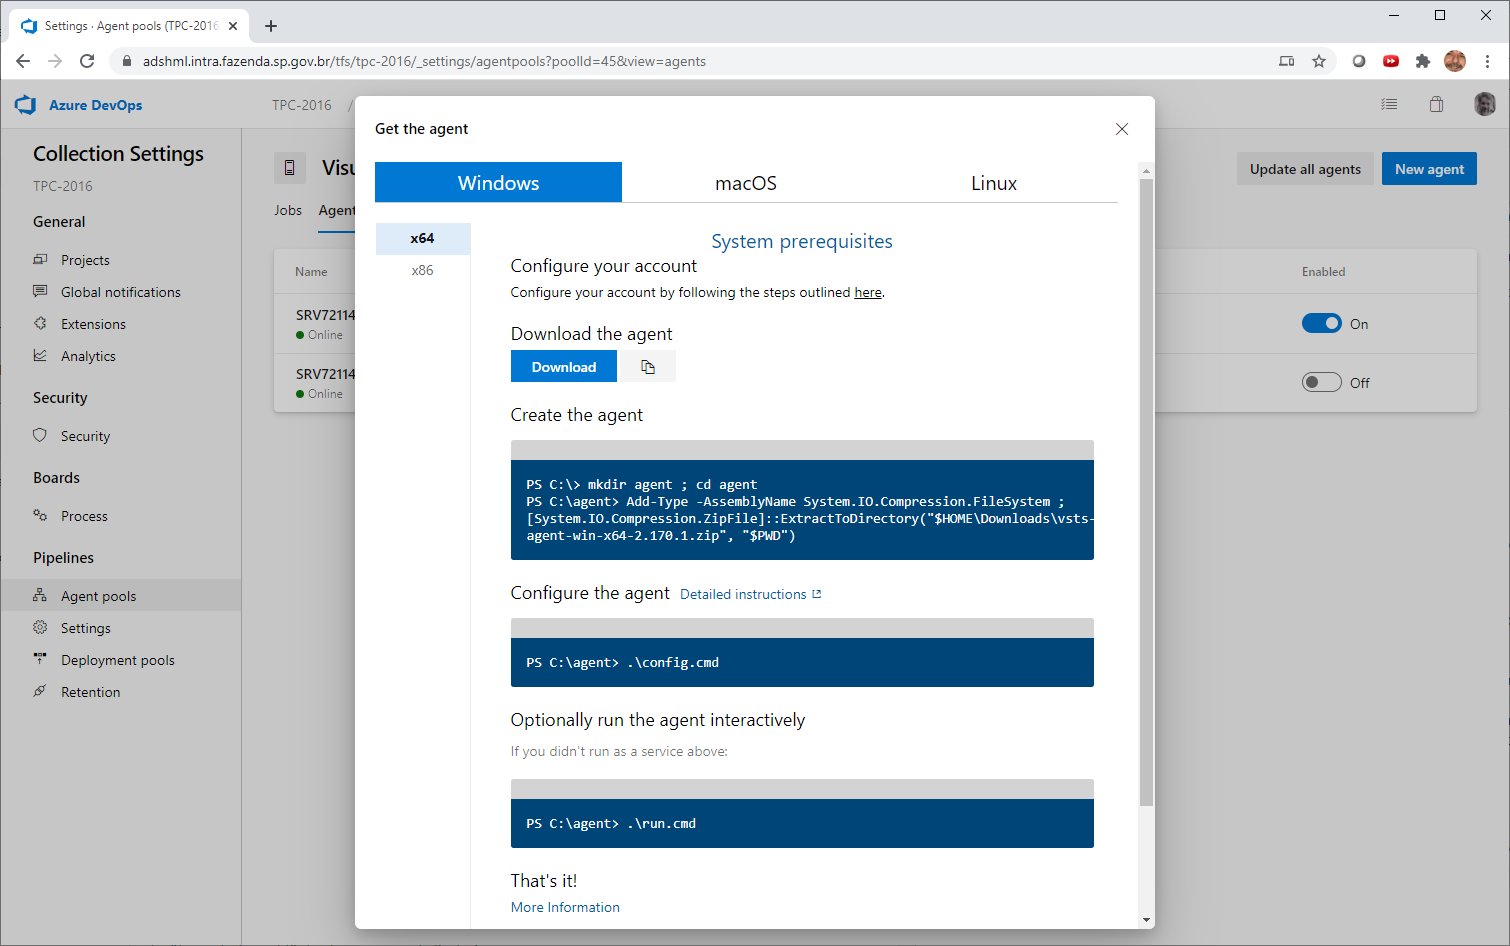 Settings · Agent pools (TPC-2016
adshml.intra.fazenda.sp.gov.br/tfs/tpc-2016/_settings/agentpools?poolId=45&view=agents
Azure DevOps
TPC-2016 /
Collection Settings
TPC-2016
General
Projects
Global notifications
Extensions
Analytics
Security
Security
Boards
Process
Pipelines
Agent pools
Settings
Deployment pools
Retention
Visu
Update all agents
New agent
Jobs
Agent
Name
Enabled
SRV72114
Online
On
SRV72114
Online
Off
Get the agent
Windows
macOS
Linux
x64
x86
System prerequisites
Configure your account
Configure your account by following the steps outlined here.
Download the agent
Download
Create the agent
PS C:\> mkdir agent ; cd agent
PS C:\agent> Add-Type -AssemblyName System.IO.Compression.FileSystem ;
[System.IO.Compression.ZipFile]::ExtractToDirectory("$HOME\Downloads\vsts-
agent-win-x64-2.170.1.zip", "$PWD")
Configure the agent Detailed instructions
PS C:\agent> .\config.cmd
Optionally run the agent interactively
If you didn't run as a service above:
PS C:\agent> .\run.cmd
That's it!
More Information